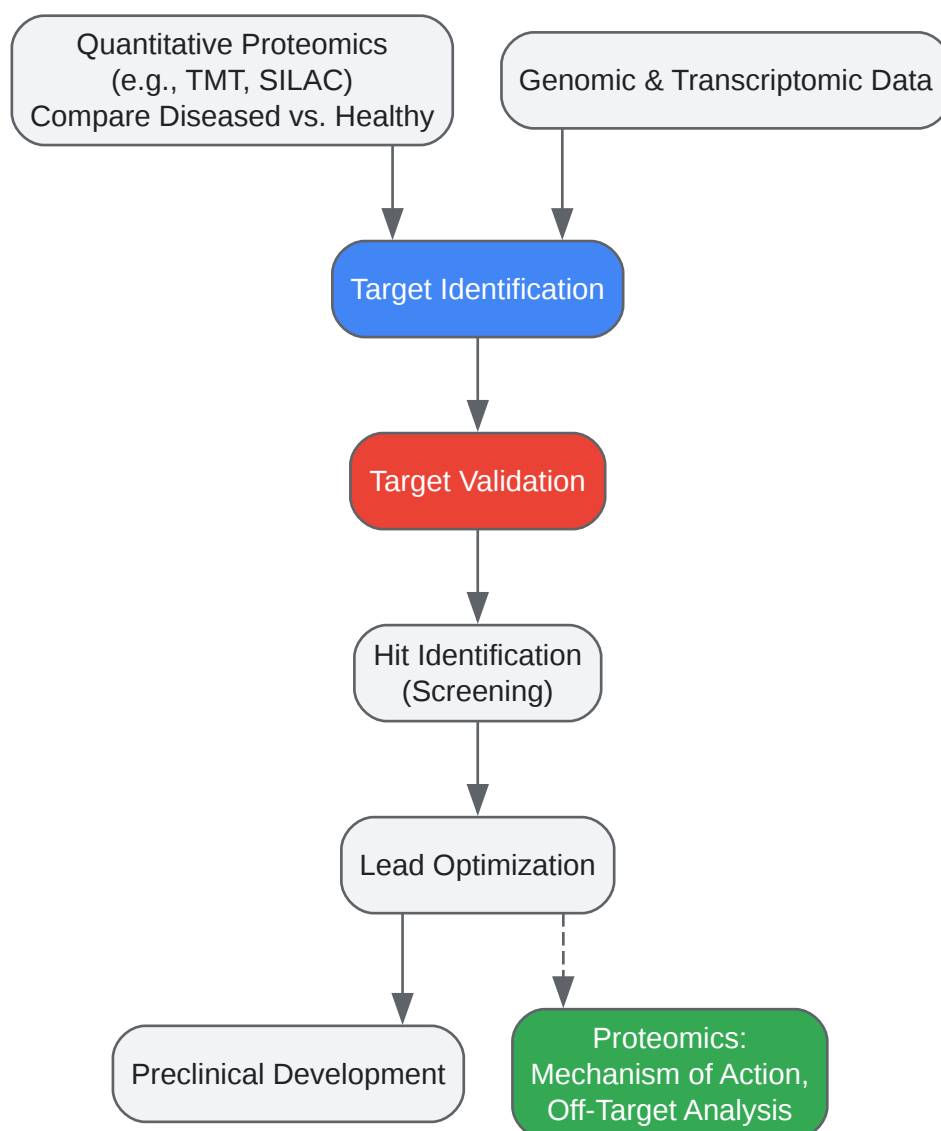 Quantitative Proteomics
(e.g., TMT, SILAC)
Compare Diseased vs. Healthy
Genomic & Transcriptomic Data
Target Identification
Target Validation
Hit Identification
(Screening)
Lead Optimization
Preclinical Development
Proteomics:
Mechanism of Action,
Off-Target Analysis